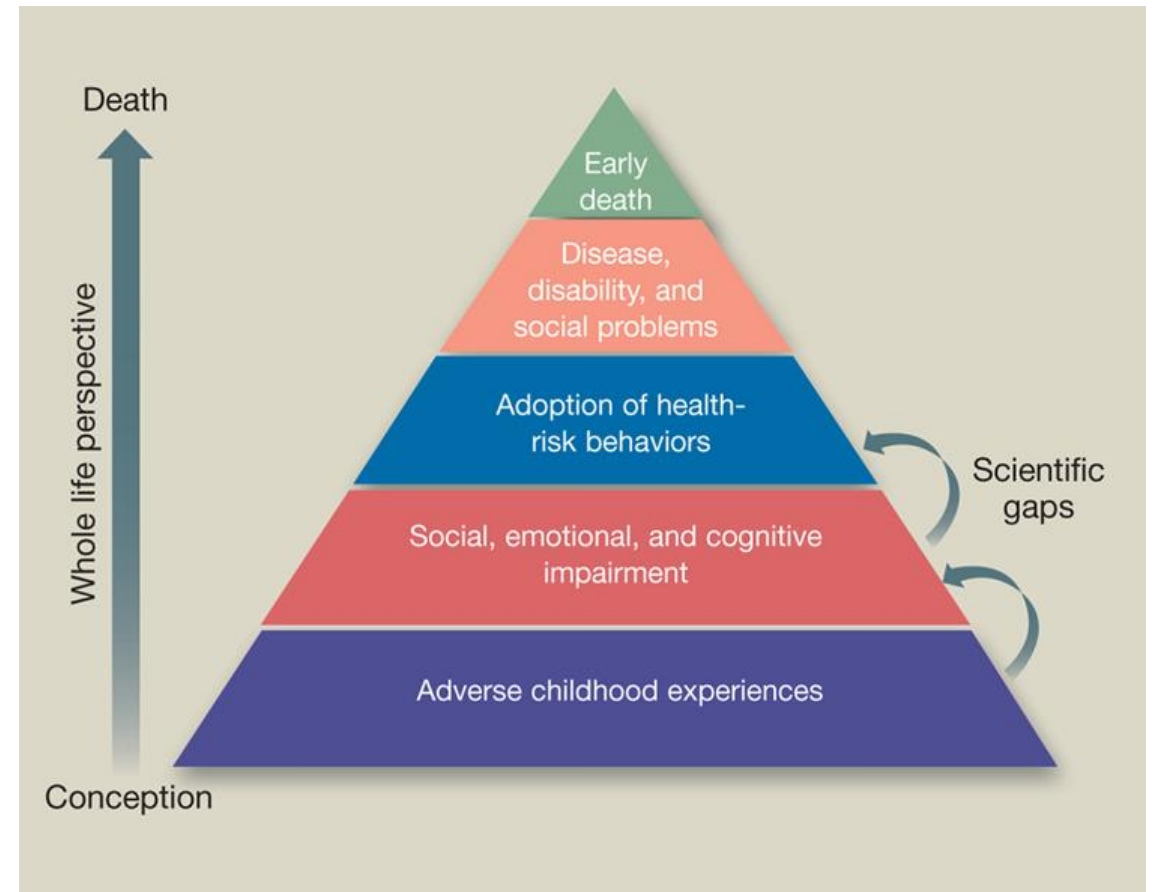 Death
Whole life perspective
Conception
Early
death
Disease,
disability, and
social problems
Adoption of health-
risk behaviors
Social, emotional, and cognitive
impairment
Adverse childhood experiences
Scientific
gaps